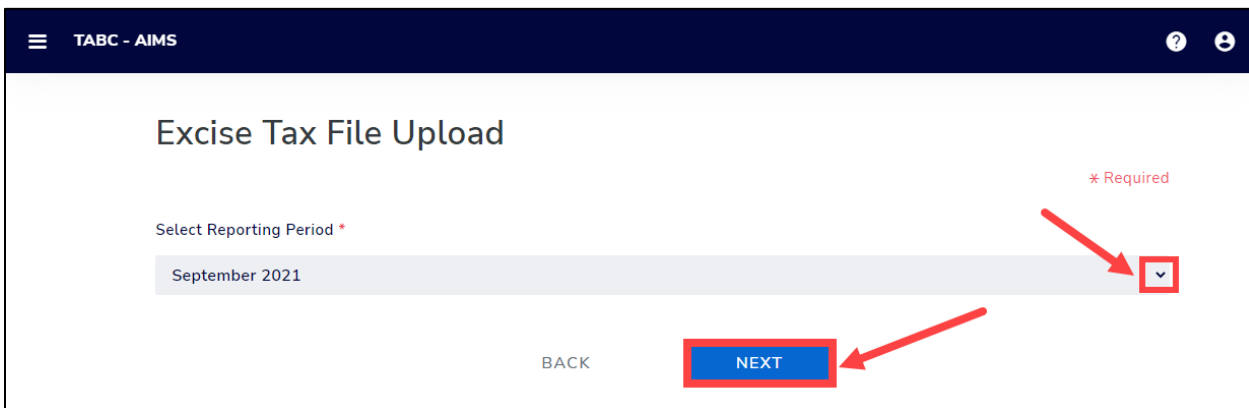 TABC - AIMS
Excise Tax File Upload
* Required
Select Reporting Period *
September 2021
BACK NEXT